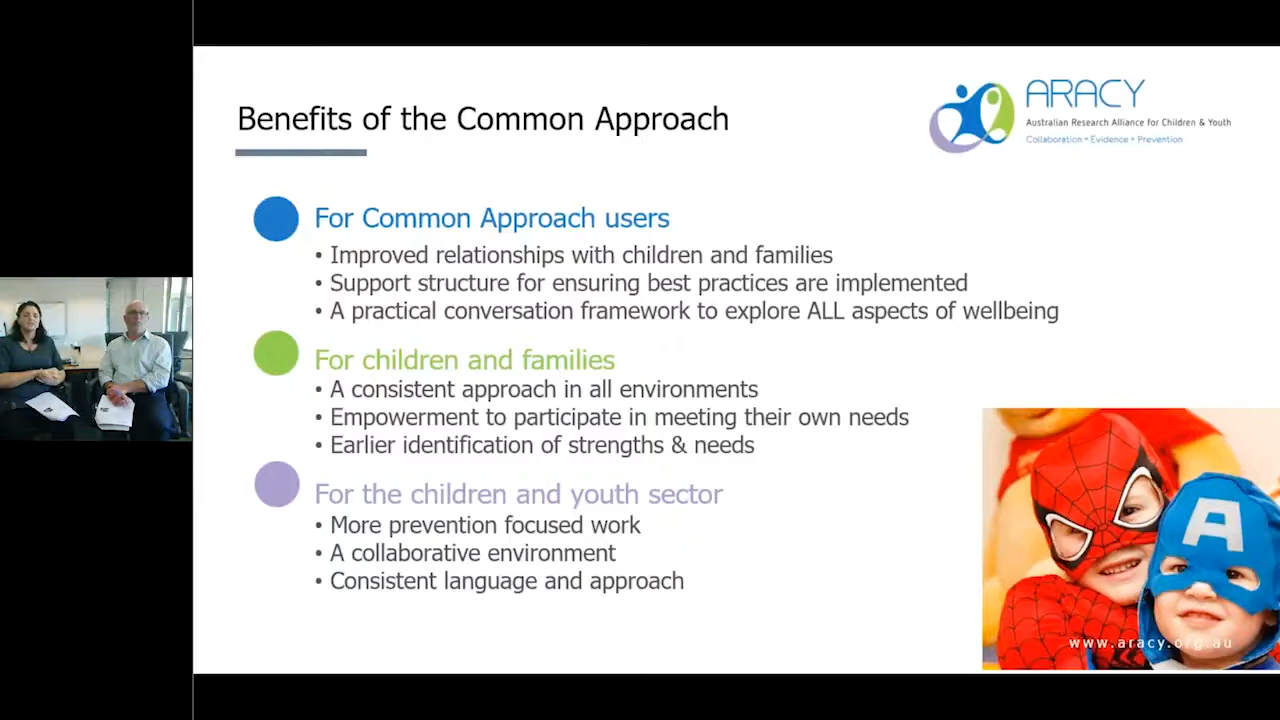 Benefits of the Common Approach
ARACY
Australian Research Alliance for Children & Youth
Collaboration • Evidence • Prevention
For Common Approach users
• Improved relationships with children and families
• Support structure for ensuring best practices are implemented
• A practical conversation framework to explore ALL aspects of wellbeing
For children and families
• A consistent approach in all environments
• Empowerment to participate in meeting their own needs
• Earlier identification of strengths & needs
For the children and youth sector
• More prevention focused work
• A collaborative environment
• Consistent language and approach
A
www.aracy.org.au